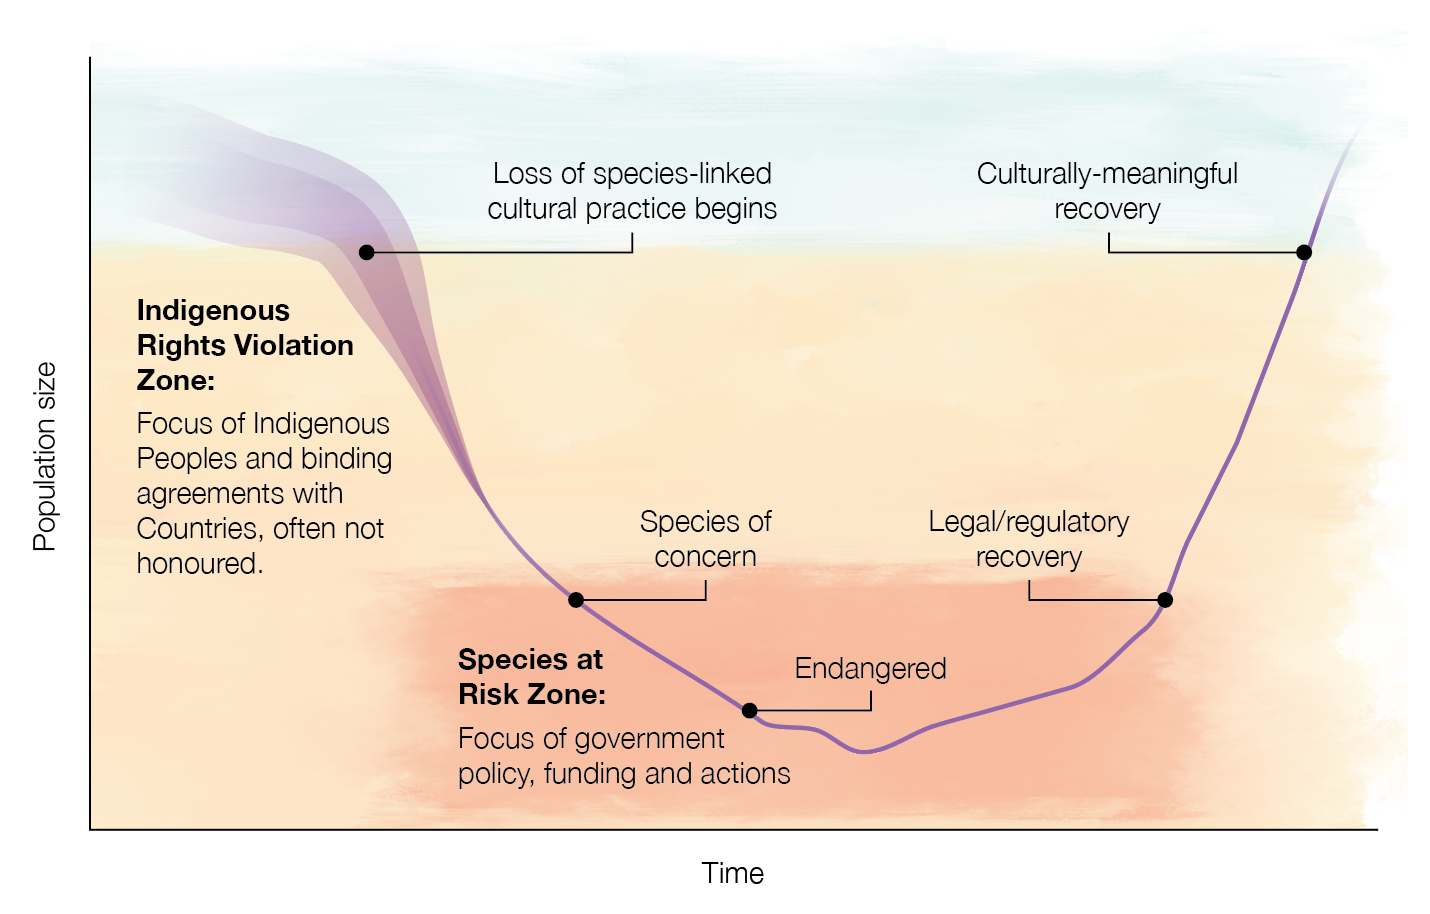 Loss of species-linked
cultural practice begins
Culturally-meaningful
recovery
Indigenous
Rights Violation
Zone:
Focus of Indigenous
Peoples and binding
agreements with
Countries, often not
honoured.
Population size
Species of
concern
Legal/regulatory
recovery
Species at
Risk Zone:
Focus of government
policy, funding and actions
Endangered
Time